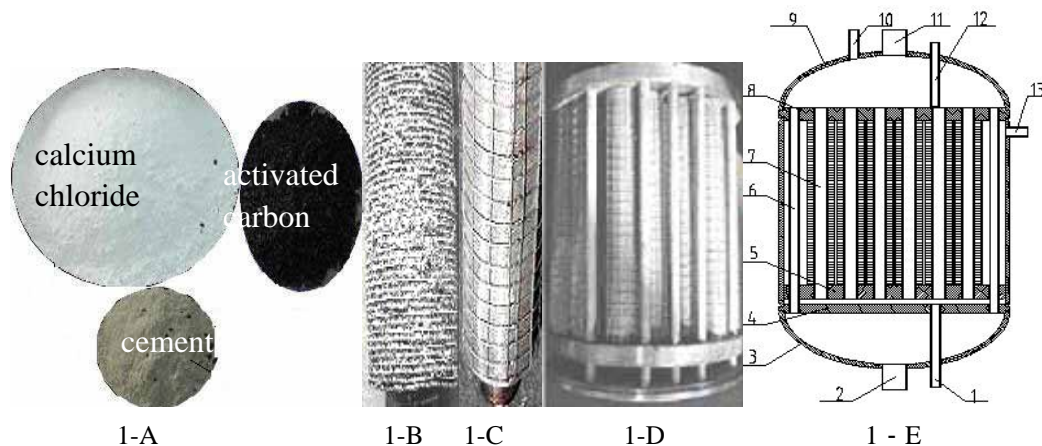 calcium
chloride
activated
carbon
cement
9
10
11
12
8
13
7
6
5
4
3
2
1
1-A
1-B
1-C
1-D
1 - E